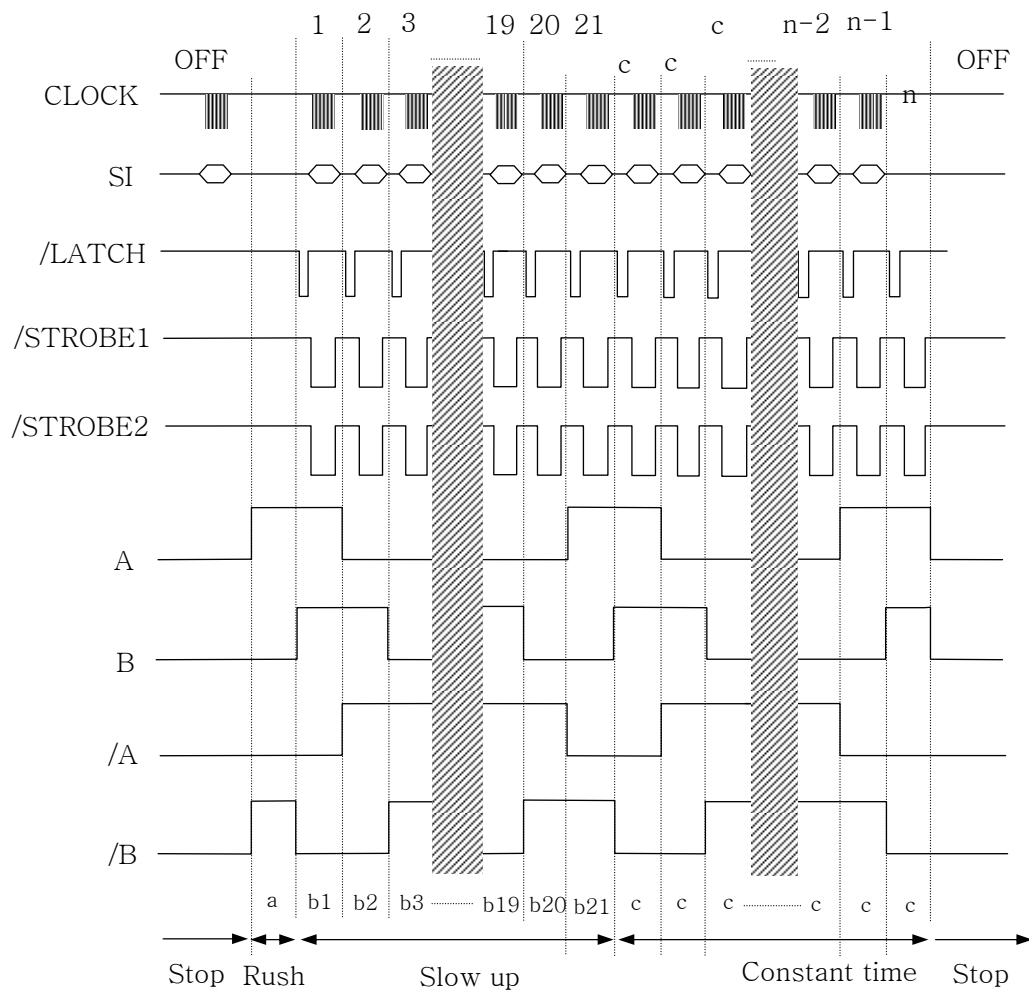 1 2 3 19 20 21 c n-2 n-1
OFF c c OFF
CLOCK n
SI
/LATCH
/STROBE1
/STROBE2
A
B
/A
/B
a b1 b2 b3 b19 b20 b21 c c c c c c
Stop Rush Slow up Constant time Stop